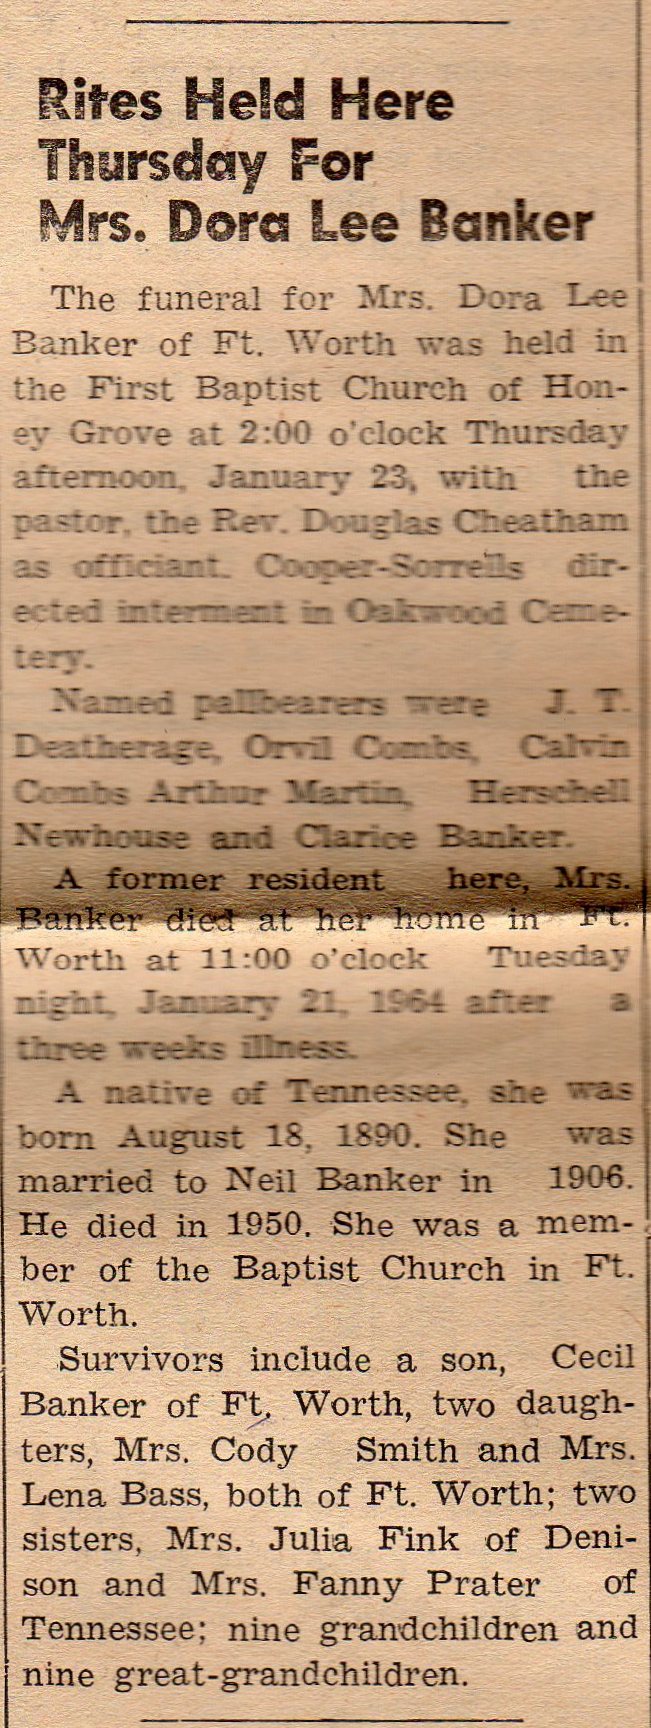 Rites Held Here
Thursday For
Mrs. Dora Lee Banker
The funeral for Mrs. Dora Lee
Banker of Ft. Worth was held in
the First Baptist Church of Hon-
ey Grove at 2:00 o'clock Thursday
afternoon, January 23, with the
pastor, the Rev. Douglas Cheatham
as officiant. Cooper-Sorrells dir-
ected interment in Oakwood Ceme-
tery.
Named pallbearers were J. T.
Deatherage, Orvil Combs, Calvin
Combs Arthur Martin, Herschell
Newhouse and Clarice Banker.
A former resident here, Mrs.
Banker died at her home in Ft.
Worth at 11:00 o'clock Tuesday
night, January 21, 1964 after a
three weeks illness.
A native of Tennessee, she was
born August 18, 1890. She was
married to Neil Banker in 1906.
He died in 1950. She was a mem-
ber of the Baptist Church in Ft.
Worth.
Survivors include a son, Cecil
Banker of Ft. Worth, two daugh-
ters, Mrs. Cody Smith and Mrs.
Lena Bass, both of Ft. Worth; two
sisters, Mrs. Julia Fink of Deni-
son and Mrs. Fanny Prater of
Tennessee; nine grandchildren and
nine great-grandchildren.